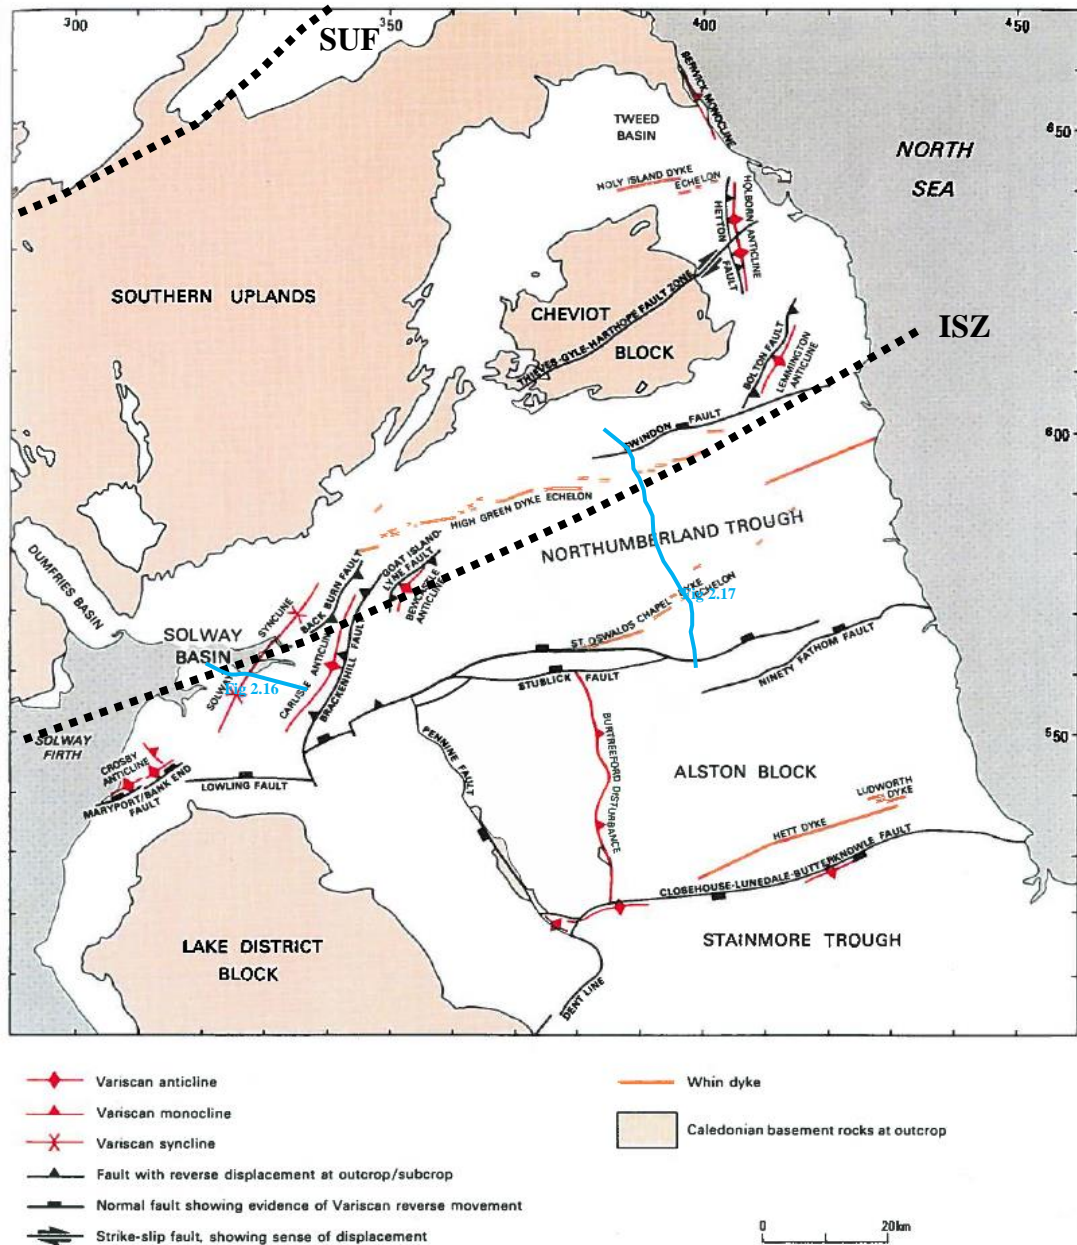 300
350
400
450
SUF
BERWICK MONOCLINE
TWEED
BASIN
650
NORTH
SEA
HOLY ISLAND DYKE
ECHELON
HOLBORN ANTICLINE
HETTON
FAULT
SOUTHERN UPLANDS
CHEVIOT
BLOCK
THIEVES-GYLE-HARTHOPE FAULT ZONE
ISZ
BOLTON FAULT
LEMMINGTON
ANTICLINE
SWINDON FAULT
600
HIGH GREEN DYKE ECHELON
NORTHUMBERLAND TROUGH
GOAT ISLAND-
LYNE FAULT
BEWCASTLE
ANTICLINE
DUMFRIES BASIN
BACK BURN FAULT
SYNCLINE
SOLWAY
SOLWAY
BASIN
ST. OSWALDS CHAPEL DYKE
ECHELON
Fig 2.17
Fig 2.16
CARLISLE ANTICLINE
BRACKENHILL FAULT
STUBLICK FAULT
NINETY FATHOM FAULT
SOLWAY
FIRTH
550
CROSBY
ANTICLINE
MARYPORT/BANK END
FAULT
LOWLING FAULT
PENNINE FAULT
BURTREEFORD DISTURBANCE
ALSTON BLOCK
LUDWORTH
DYKE
HETT DYKE
CLOSEHOUSE-LUNEDALE-BUTTERKNOWLE FAULT
LAKE DISTRICT
BLOCK
STAINMORE TROUGH
DENT LINE
Variscan anticline
Variscan monocline
Variscan syncline
Fault with reverse displacement at outcrop/subcrop
Normal fault showing evidence of Variscan reverse movement
Strike-slip fault, showing sense of displacement
Whin dyke
Caledonian basement rocks at outcrop
0
20km